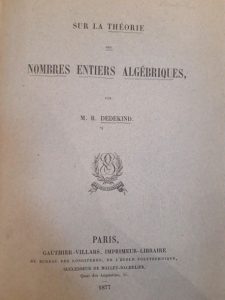 SUR LA THÉORIE
DES
NOMBRES ENTIERS ALGÉBRIQUES,
PAR
M. R. DEDEKIND.
PARIS,
GAUTHIER-VILLARS, IMPRIMEUR-LIBRAIRE
DU BUREAU DES LONGITUDES, DE L'ÉCOLE POLYTECHNIQUE,
SUCCESSEUR DE MALLET-BACHELIER,
Quai des Augustins, 55.
1877